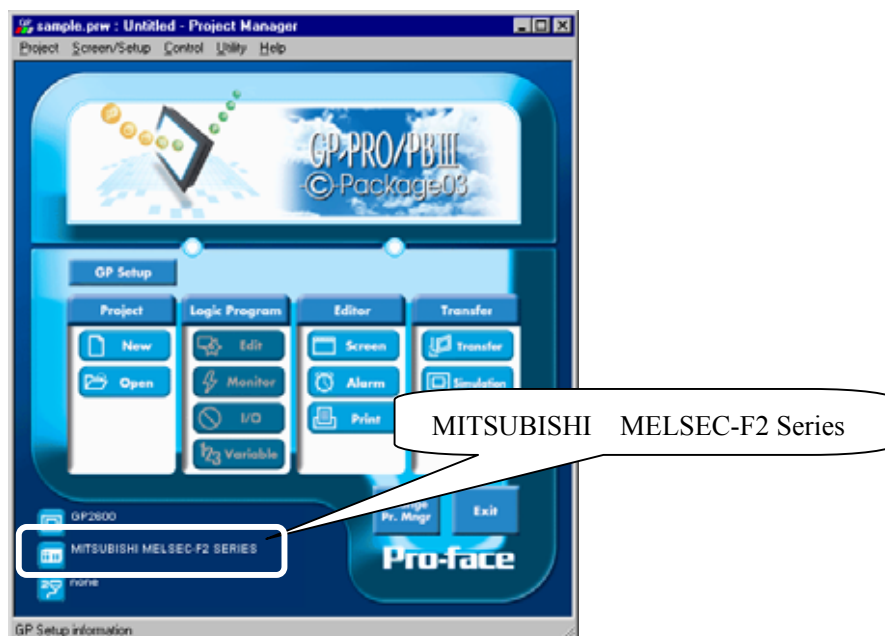 sample.prw : Untitled - Project Manager
Project Screen/Setup Control Utility Help
GP-PRO/PBIII
C-Package03
GP Setup
Project Logic Program Editor Transfer
New Edit Screen Transfer
Open Monitor Alarm Simulation
I/O Print
MITSUBISHI MELSEC-F2 Series
Variable
Pr. Mngr Exit
GP2600
MITSUBISHI MELSEC-F2 SERIES
Pro-face
none
GP Setup information